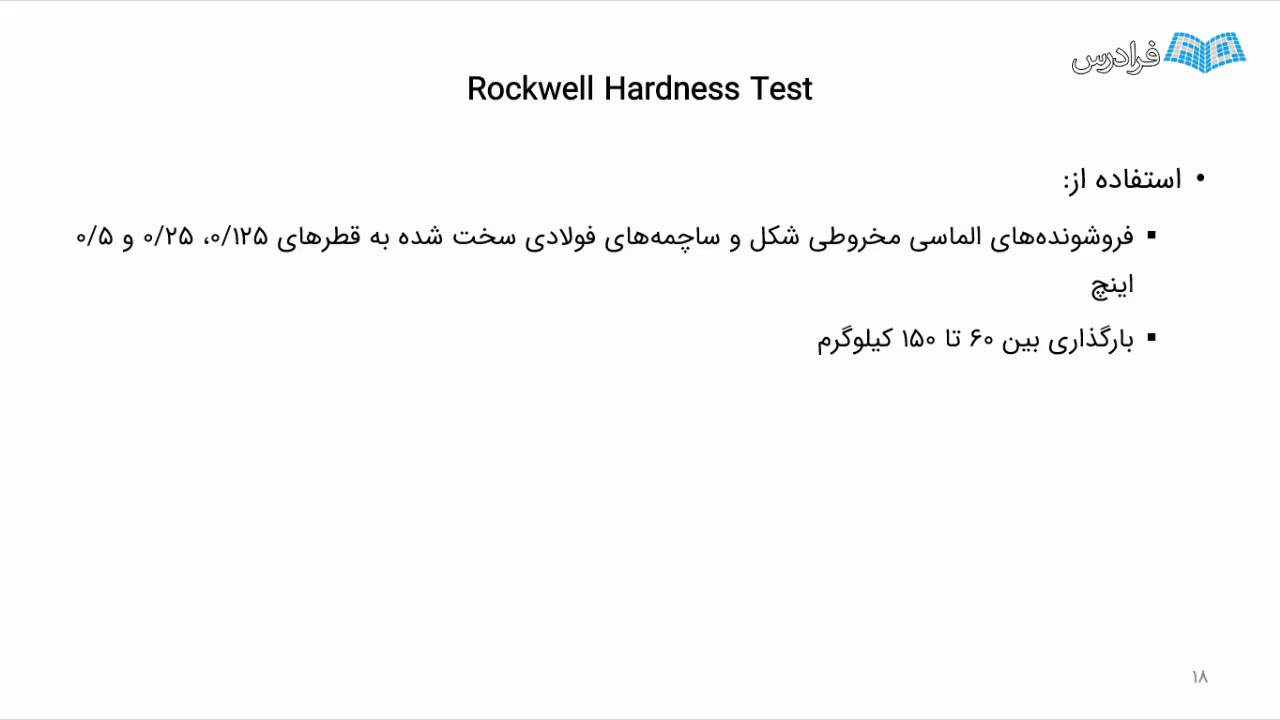 فرادرس
Rockwell Hardness Test
• استفاده از:
▪ فروشونده‌های الماسی مخروطی شکل و ساچمه‌های فولادی سخت شده به قطرهای ۰/۱۲۵، ۰/۲۵ و ۰/۵
اینچ
▪ بارگذاری بین ۶۰ تا ۱۵۰ کیلوگرم
۱۸